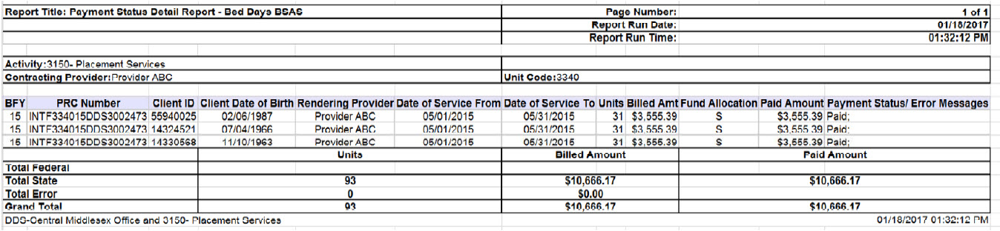 Report Title: Payment Status Detail Report - Bed Days BSAS Page Number: 1 of 1
Report Run Date: 01/18/2017
Report Run Time: 01:32:12 PM
Activity:3150- Placement Services
Contracting Provider:Provider ABC Unit Code:3340
BFY PRC Number Client ID Client Date of Birth Rendering Provider Date of Service From Date of Service To Units Billed Amt Fund Allocation Paid Amount Payment Status/ Error Messages
15 INTF334015DDS3002473 55940025 02/06/1987 Provider ABC 05/01/2015 05/31/2015 31 $3,555.39 S $3,555.39 Paid;
15 INTF334015DDS3002473 14324521 07/04/1966 Provider ABC 05/01/2015 05/31/2015 31 $3,555.39 S $3,555.39 Paid;
15 INTF334015DDS3002473 14330568 11/10/1963 Provider ABC 05/01/2015 05/31/2015 31 $3,555.39 S $3,555.39 Paid;
Units Billed Amount Paid Amount
Total Federal
Total State 93 $10,666.17 $10,666.17
Total Error 0 $0.00
Grand Total 93 $10,666.17 $10,666.17
DDS-Central Middlesex Office and 3150- Placement Services 01/18/2017 01:32:12 PM